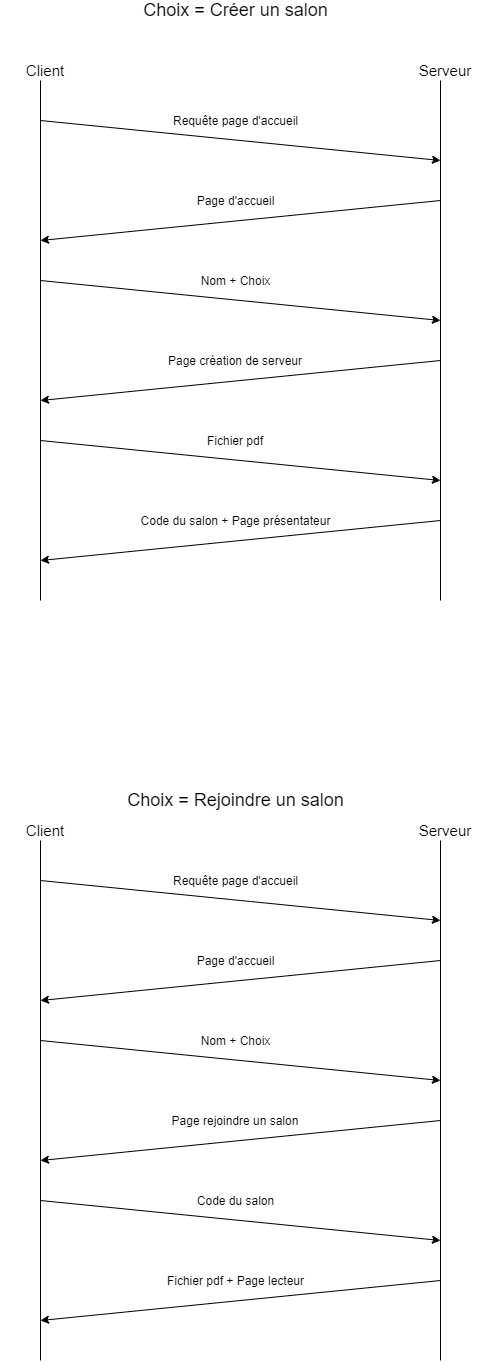 Choix = Créer un salon
Client
Serveur
Requête page d'accueil
Page d'accueil
Nom + Choix
Page création de serveur
Fichier pdf
Code du salon + Page présentateur
Choix = Rejoindre un salon
Client
Serveur
Requête page d'accueil
Page d'accueil
Nom + Choix
Page rejoindre un salon
Code du salon
Fichier pdf + Page lecteur